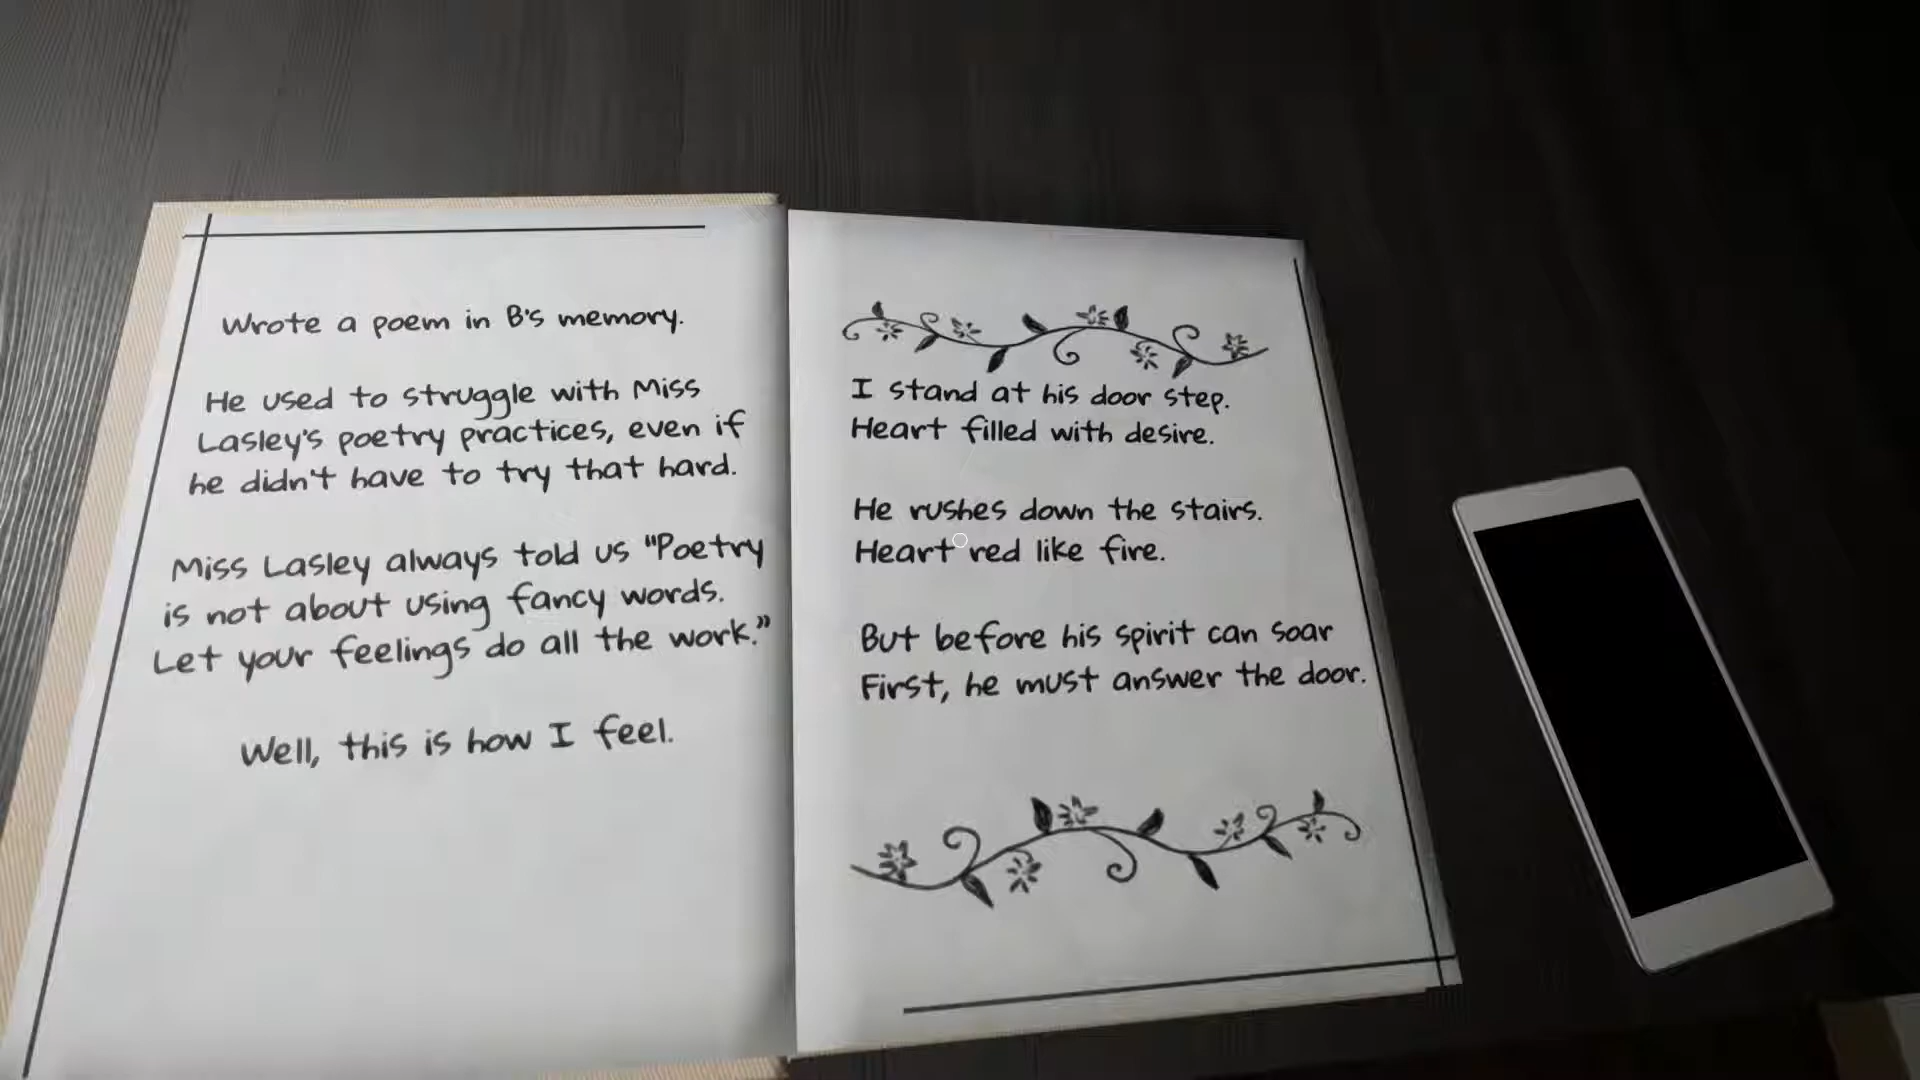 Wrote a poem in B's memory.
He used to struggle with Miss
Lasley's poetry practices, even if
he didn't have to try that hard.
Miss Lasley always told us "Poetry
is not about using fancy words.
Let your feelings do all the work."
Well, this is how I feel.
I stand at his door step.
Heart filled with desire.
He rushes down the stairs.
Heart red like fire.
But before his spirit can soar
First, he must answer the door.